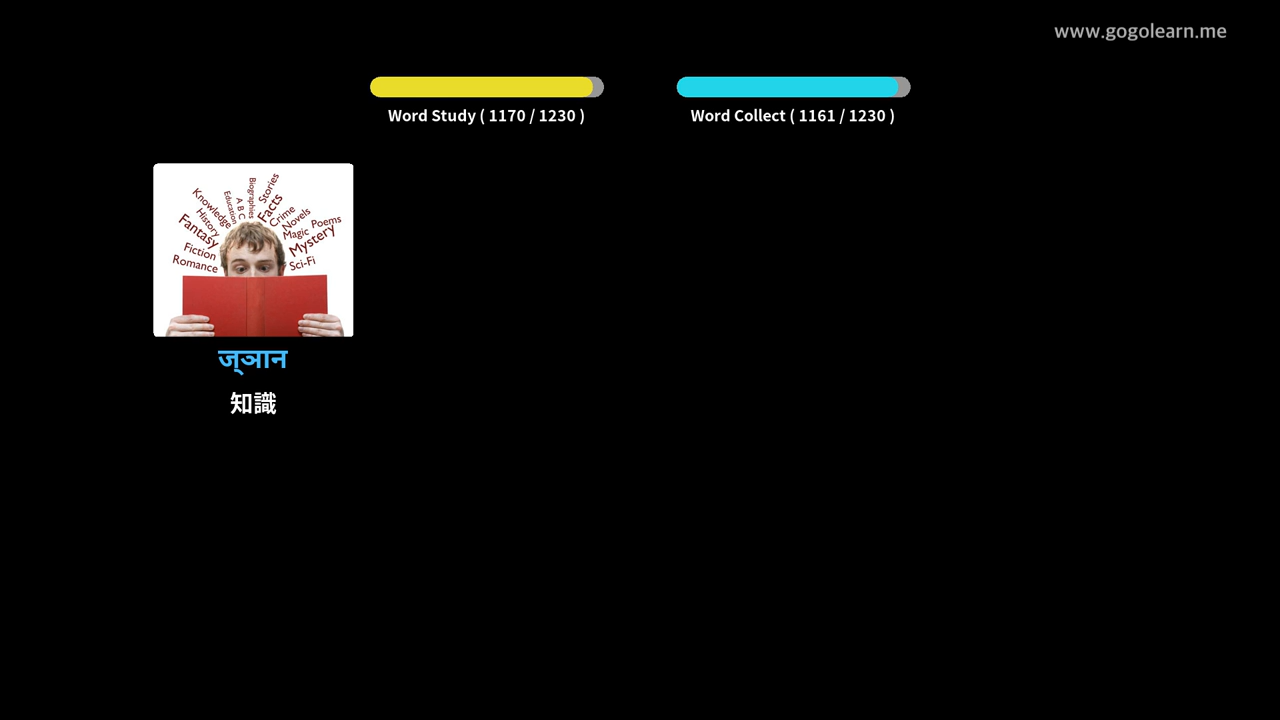 www.gogolearn.me
Word Study ( 1170 / 1230 )
Word Collect ( 1161 / 1230 )
Knowledge
History
Fantasy
Fiction
Romance
Education
A B C
Biographies
Stories
Facts
Crime
Novels
Magic
Poems
Mystery
Sci-Fi
ज्ञान
知識